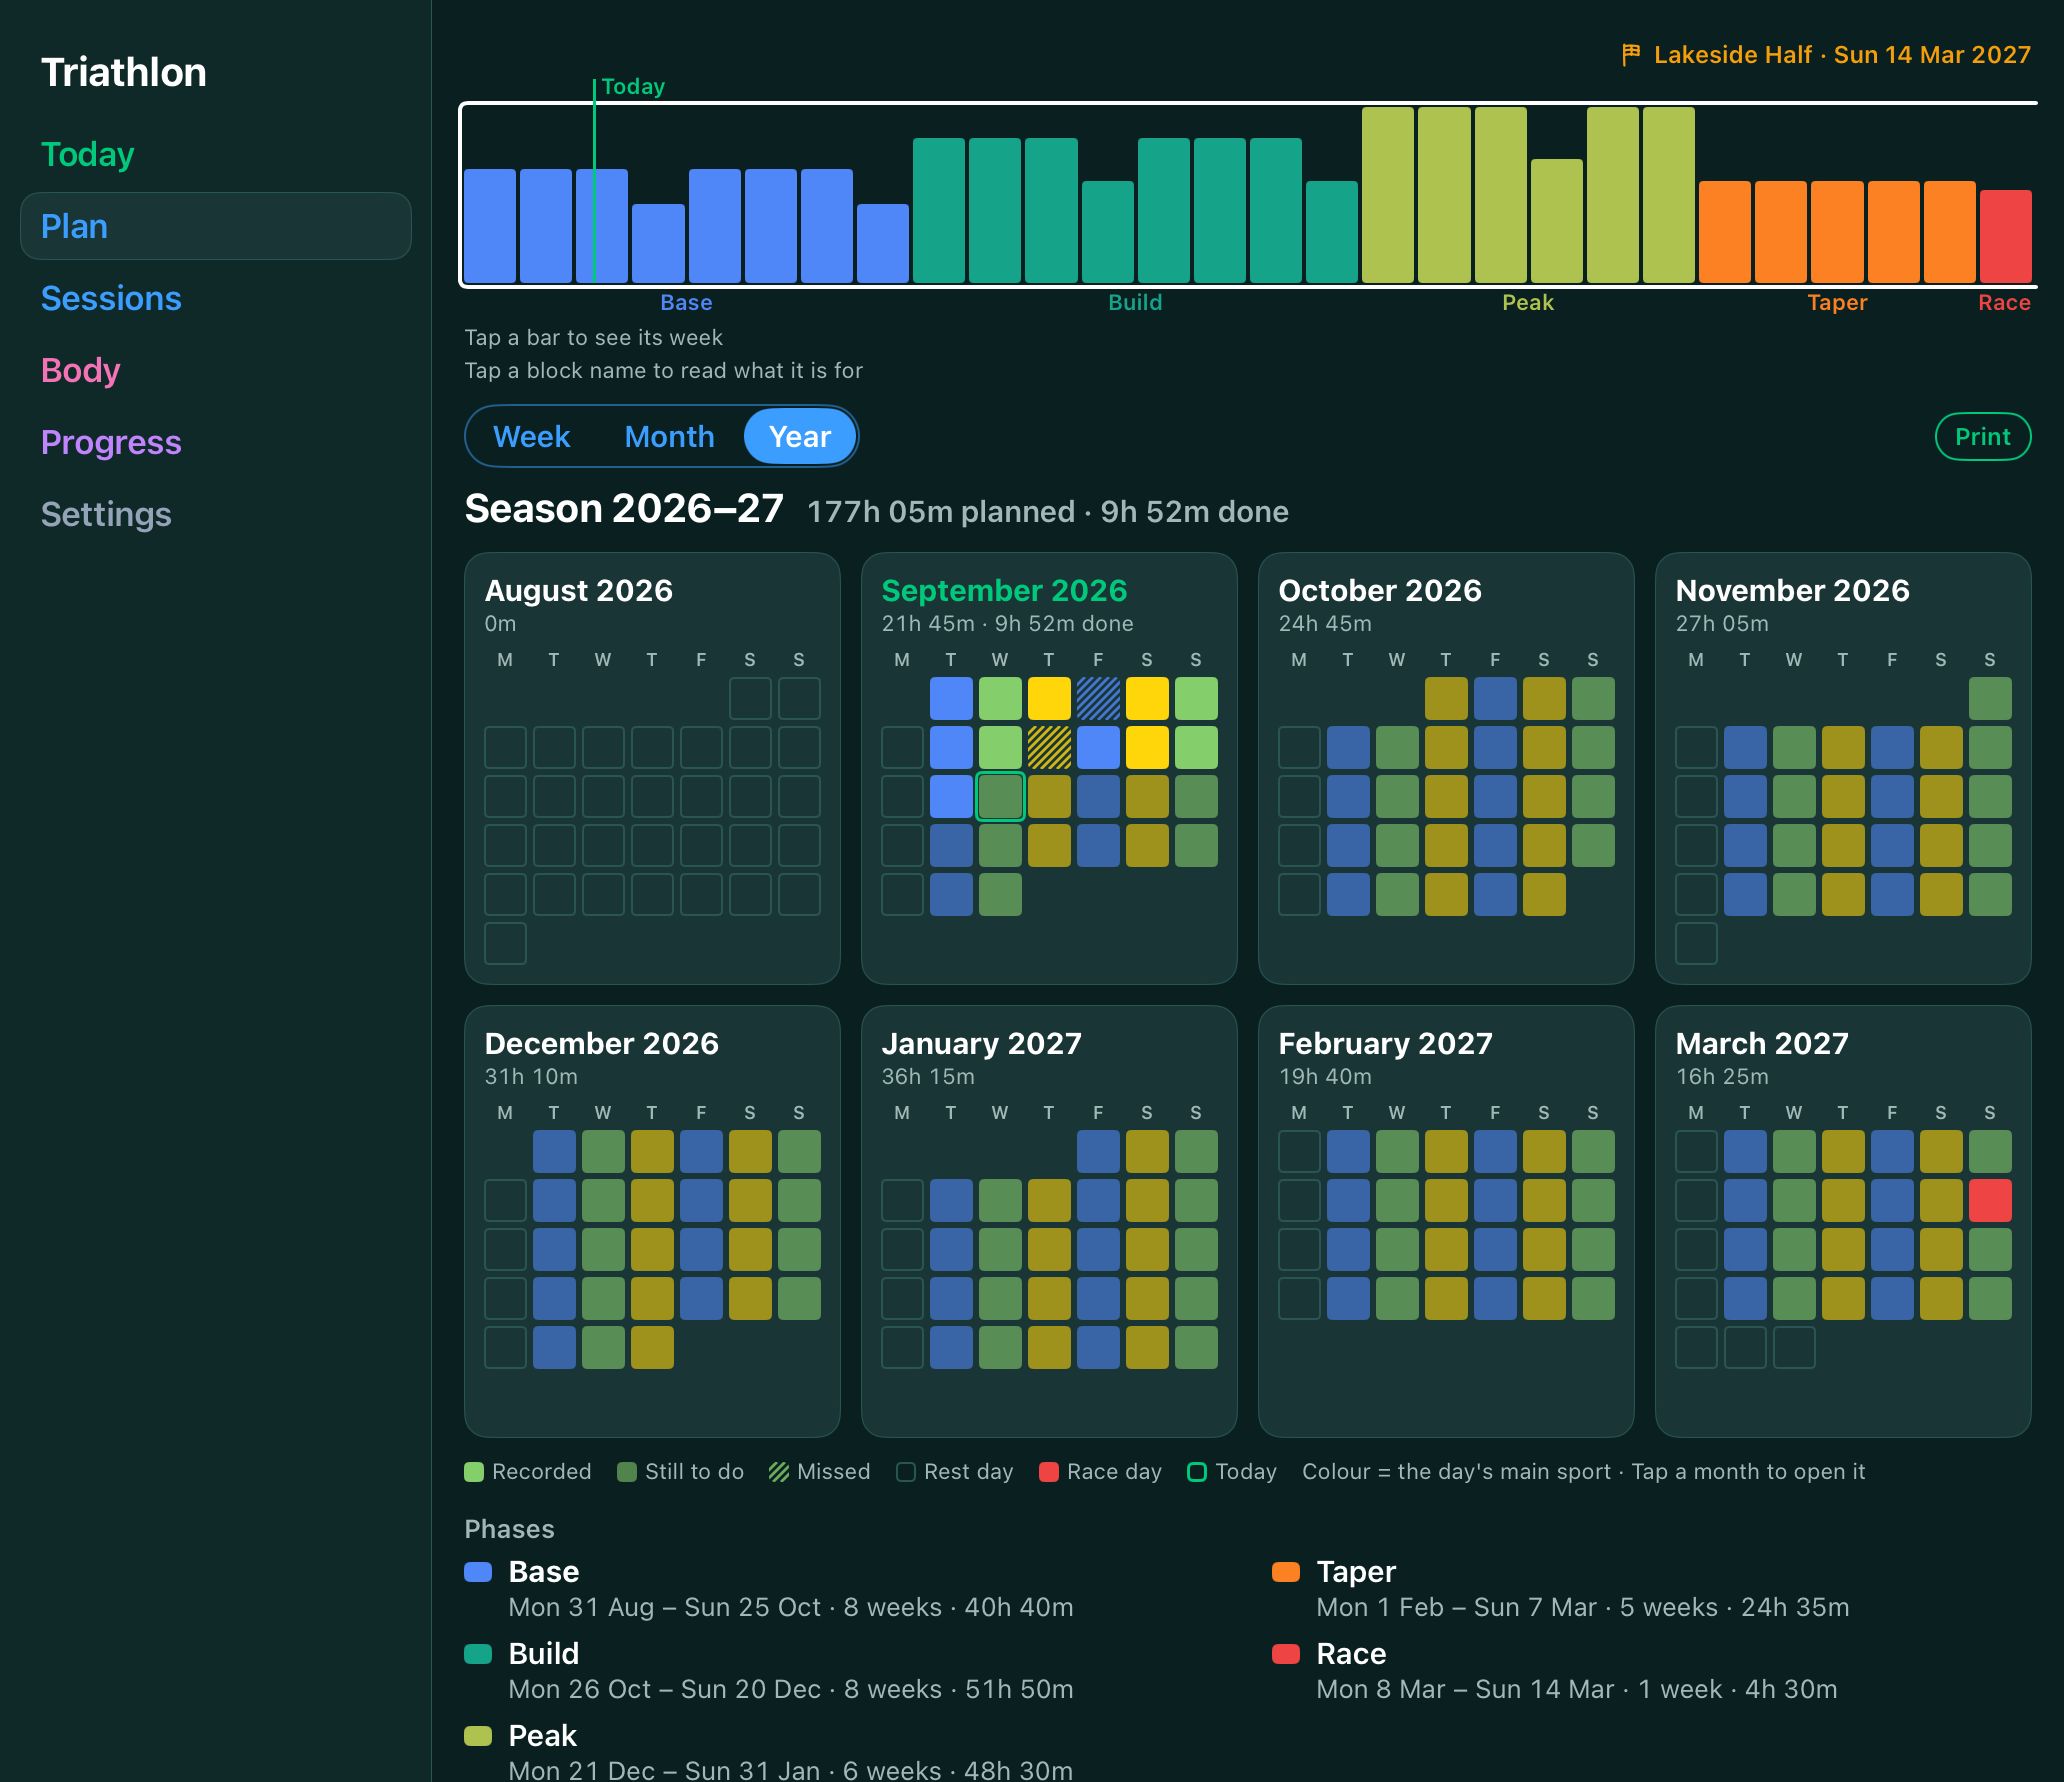 Triathlon
Today
Plan
Sessions
Body
Progress
Settings
Lakeside Half · Sun 14 Mar 2027
Today
Base Build Peak Taper Race
Tap a bar to see its week
Tap a block name to read what it is for
Week Month Year
Print
Season 2026–27 177h 05m planned · 9h 52m done
August 2026
0m
M T W T F S S
September 2026
21h 45m · 9h 52m done
M T W T F S S
October 2026
24h 45m
M T W T F S S
November 2026
27h 05m
M T W T F S S
December 2026
31h 10m
M T W T F S S
January 2027
36h 15m
M T W T F S S
February 2027
19h 40m
M T W T F S S
March 2027
16h 25m
M T W T F S S
Recorded Still to do Missed Rest day Race day Today Colour = the day's main sport · Tap a month to open it
Phases
Base
Mon 31 Aug – Sun 25 Oct · 8 weeks · 40h 40m
Build
Mon 26 Oct – Sun 20 Dec · 8 weeks · 51h 50m
Peak
Mon 21 Dec – Sun 31 Jan · 6 weeks · 48h 30m
Taper
Mon 1 Feb – Sun 7 Mar · 5 weeks · 24h 35m
Race
Mon 8 Mar – Sun 14 Mar · 1 week · 4h 30m